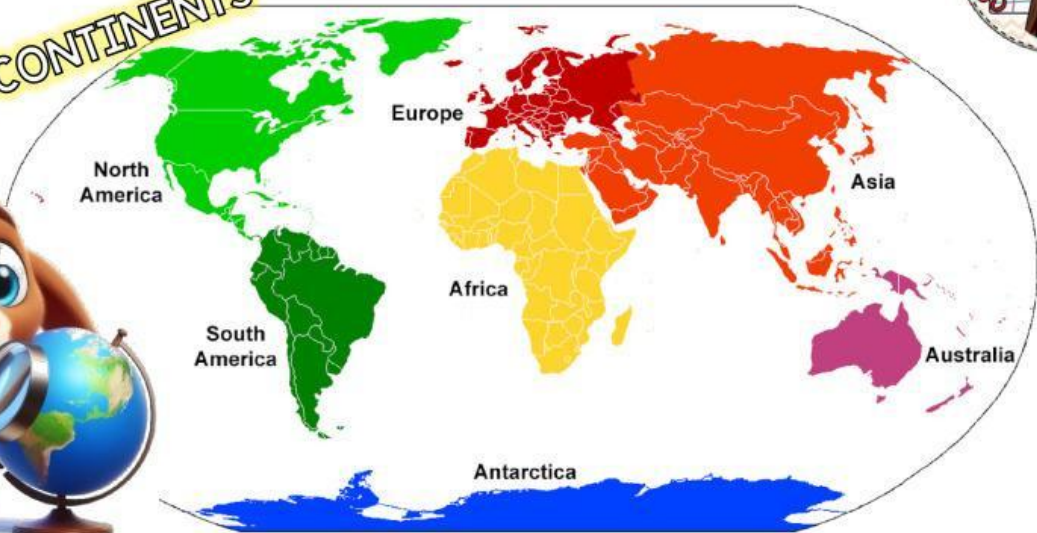 CONTINENTS
Europe
North
America
Asia
Africa
South
America
Australia
Antarctica